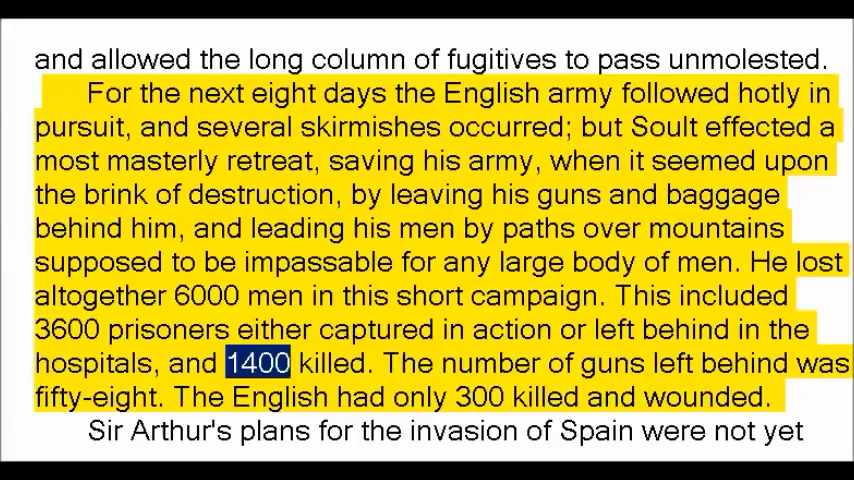 and allowed the long column of fugitives to pass unmolested.
For the next eight days the English army followed hotly in
pursuit, and several skirmishes occurred; but Soult effected a
most masterly retreat, saving his army, when it seemed upon
the brink of destruction, by leaving his guns and baggage
behind him, and leading his men by paths over mountains
supposed to be impassable for any large body of men. He lost
altogether 6000 men in this short campaign. This included
3600 prisoners either captured in action or left behind in the
hospitals, and 1400 killed. The number of guns left behind was
fifty-eight. The English had only 300 killed and wounded.
Sir Arthur's plans for the invasion of Spain were not yet